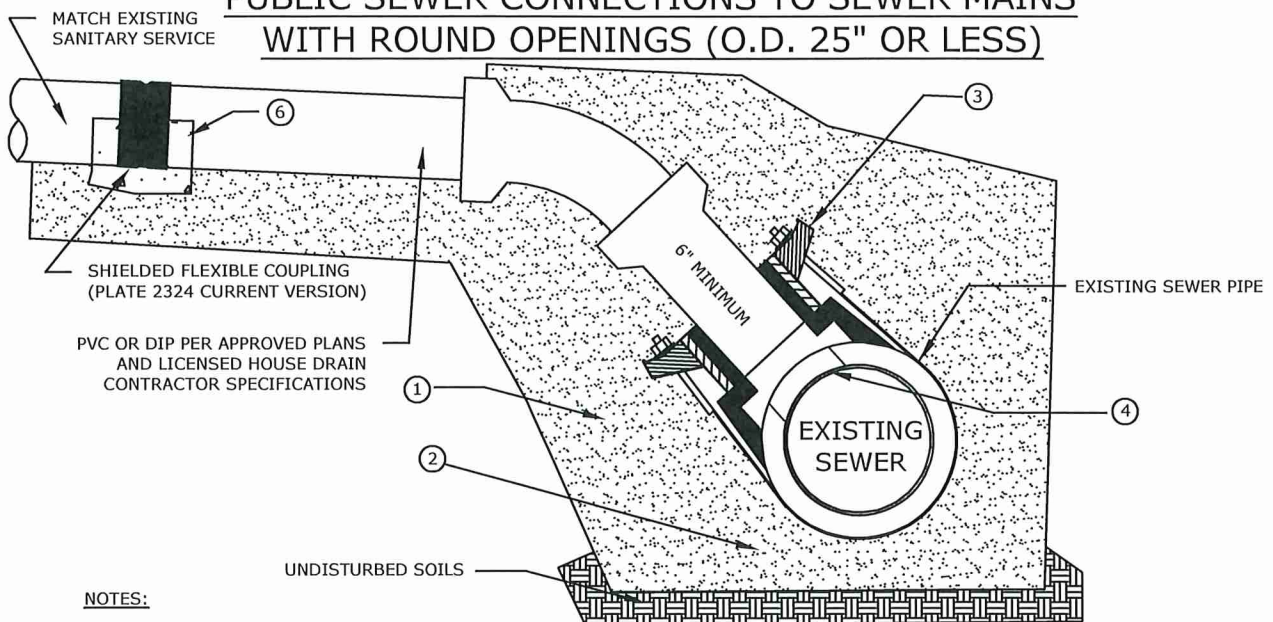 PUBLIC SEWER CONNECTIONS TO SEWER MAINS
WITH ROUND OPENINGS (O.D. 25" OR LESS)
MATCH EXISTING
SANITARY SERVICE
6
3
SHIELDED FLEXIBLE COUPLING
(PLATE 2324 CURRENT VERSION)
6" MINIMUM
EXISTING SEWER PIPE
PVC OR DIP PER APPROVED PLANS
AND LICENSED HOUSE DRAIN
CONTRACTOR SPECIFICATIONS
1
4
EXISTING
SEWER
2
UNDISTURBED SOILS
NOTES: